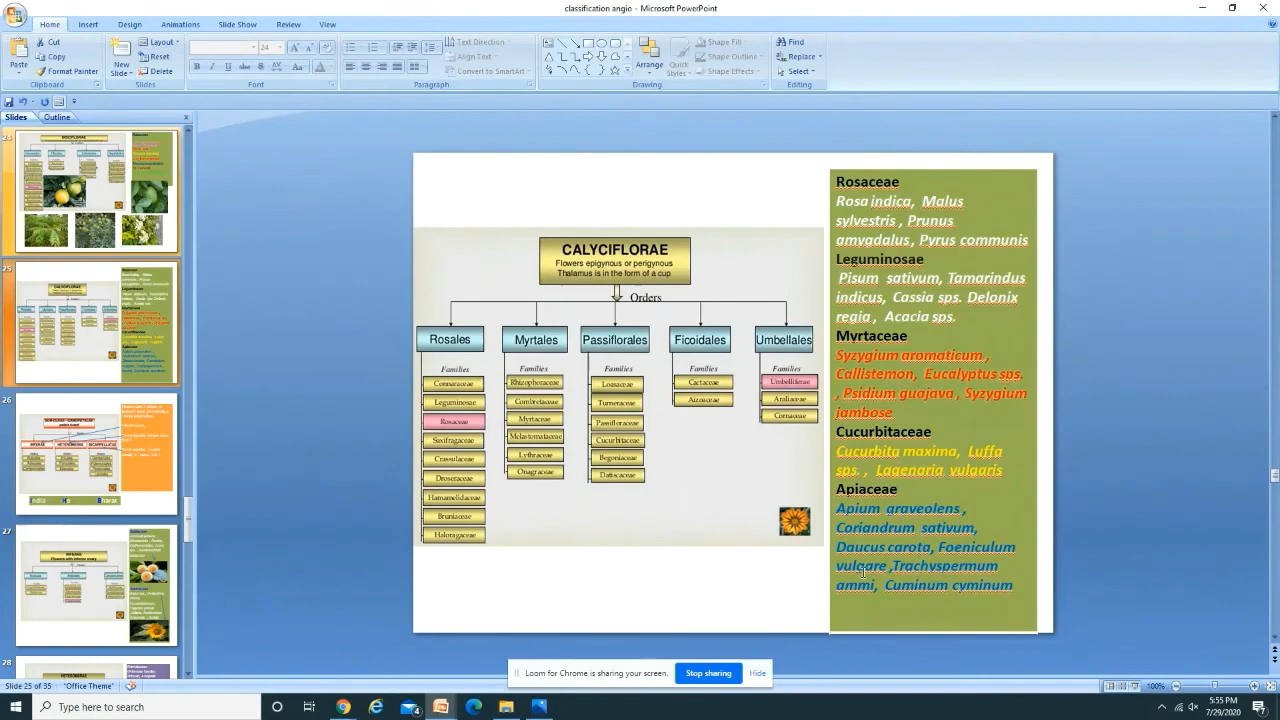 classification angio - Microsoft PowerPoint
Home Insert Design Animations Slide Show Review View
Paste
Cut
Copy
Format Painter
Clipboard
New Slide
Layout
Reset
Delete
Slides
24
Font
Text Direction
Align Text
Convert to SmartArt
Paragraph
Arrange
Quick Styles
Shape Fill
Shape Outline
Shape Effects
Drawing
Find
Replace
Select
Editing
Slides Outline
25
26
27
28
CALYCIFLORAE
Flowers epigynous or perigynous
Thalamus is in the form of a cup
Orders
Rosales Myrtales Passiflorales Ficoidales Umbellales
Families Families Families Families Families
Connaraceae
Leguminosae
Rosaceae
Saxifragaceae
Crassulaceae
Droseraceae
Hamamelidaceae
Bruniaceae
Haloragaceae
Rhizophoraceae
Combretaceae
Myrtaceae
Melastomataceae
Lythraceae
Onagraceae
Loasaceae
Turneraceae
Passifloraceae
Cucurbitaceae
Begoniaceae
Datiscaceae
Cactaceae
Aizoaceae
Umbelliferae
Araliaceae
Cornaceae
Rosaceae
Rosa indica, Malus
sylvestris , Prunus
amygdalus, Pyrus communis
Leguminosae
Pisum sativum, Tamarindus
indicus, Cassia sps. Delonix
regia , Acacia sps.
Myrtaceae
Syzygium aromaticum ,
Callistemon, Eucalyptus sps.
, Psidium guajava , Syzygium
jambose
Cucurbitaceae
Cucurbita maxima, Luffa
sps. , Lagenaria vulgaris
Apiaceae
Apium graveolens ,
Coriandrum sativum,
Daucus carota, Foeniculum
vulgare ,Trachyspermum
ammi, Cuminum cyminum
Loom for Chrome is sharing your screen. Stop sharing Hide
Slide 25 of 35 "Office Theme" 100%
Type here to search
5:55 PM
7/29/2020